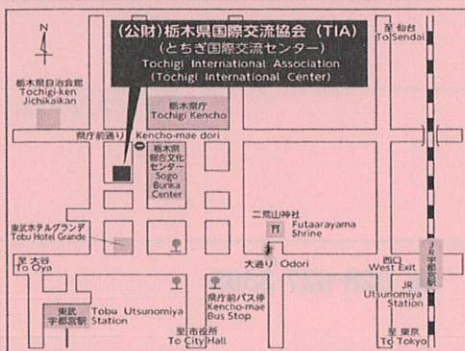 (公財)栃木県国際交流協会 (TIA)
(とちぎ国際交流センター)
Tochigi International Association
(Tochigi International Center)
N
至 仙台
To Sendai
栃木県自治会館
Tochigi-ken
Jichikaikan
栃木県庁
Tochigi Kencho
県庁前通り Kencho-mae dori
栃木県
総合文化
センター
Sogo
Bunka
Center
二荒山神社
Futaarayama
Shrine
東武ホテルグランデ
Tobu Hotel Grande
至 大谷
To Oya
大通り Odori
西口
West Exit
JR宇都宮駅
JR
Utsunomiya
Station
県庁前バス停
Kencho-mae
Bus Stop
東武
宇都宮駅
Tobu Utsunomiya
Station
至 市役所
To City Hall
至 東京
To Tokyo